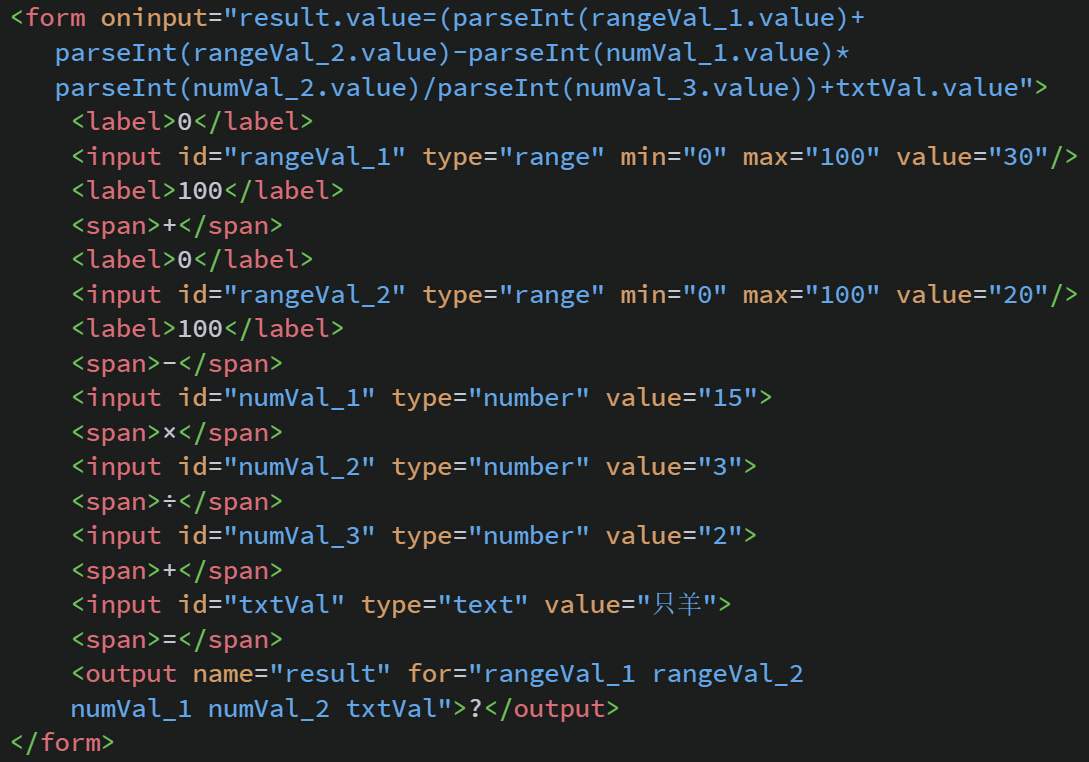 <form oninput="result.value=(parseInt(rangeVal_1.value)+
parseInt(rangeVal_2.value)-parseInt(numVal_1.value)*
parseInt(numVal_2.value)/parseInt(numVal_3.value))+txtVal.value">
<label>0</label>
<input id="rangeVal_1" type="range" min="0" max="100" value="30"/>
<label>100</label>
<span>+</span>
<label>0</label>
<input id="rangeVal_2" type="range" min="0" max="100" value="20"/>
<label>100</label>
<span>-</span>
<input id="numVal_1" type="number" value="15">
<span>×</span>
<input id="numVal_2" type="number" value="3">
<span>÷</span>
<input id="numVal_3" type="number" value="2">
<span>+</span>
<input id="txtVal" type="text" value="只羊">
<span>=</span>
<output name="result" for="rangeVal_1 rangeVal_2
numVal_1 numVal_2 txtVal">?</output>
</form>